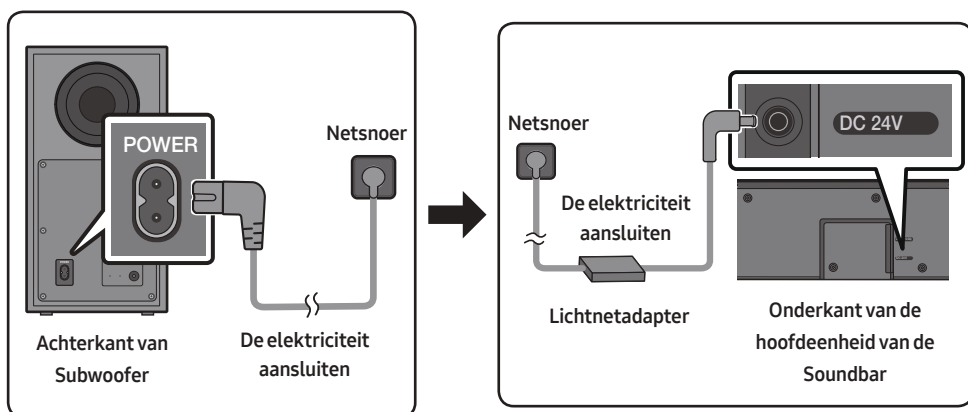 POWER
Netsnoer
Achterkant van
Subwoofer
De elektriciteit
aansluiten
Netsnoer
De elektriciteit
aansluiten
Lichtnetadapter
DC 24V
Onderkant van de
hoofdeenheid van de
Soundbar